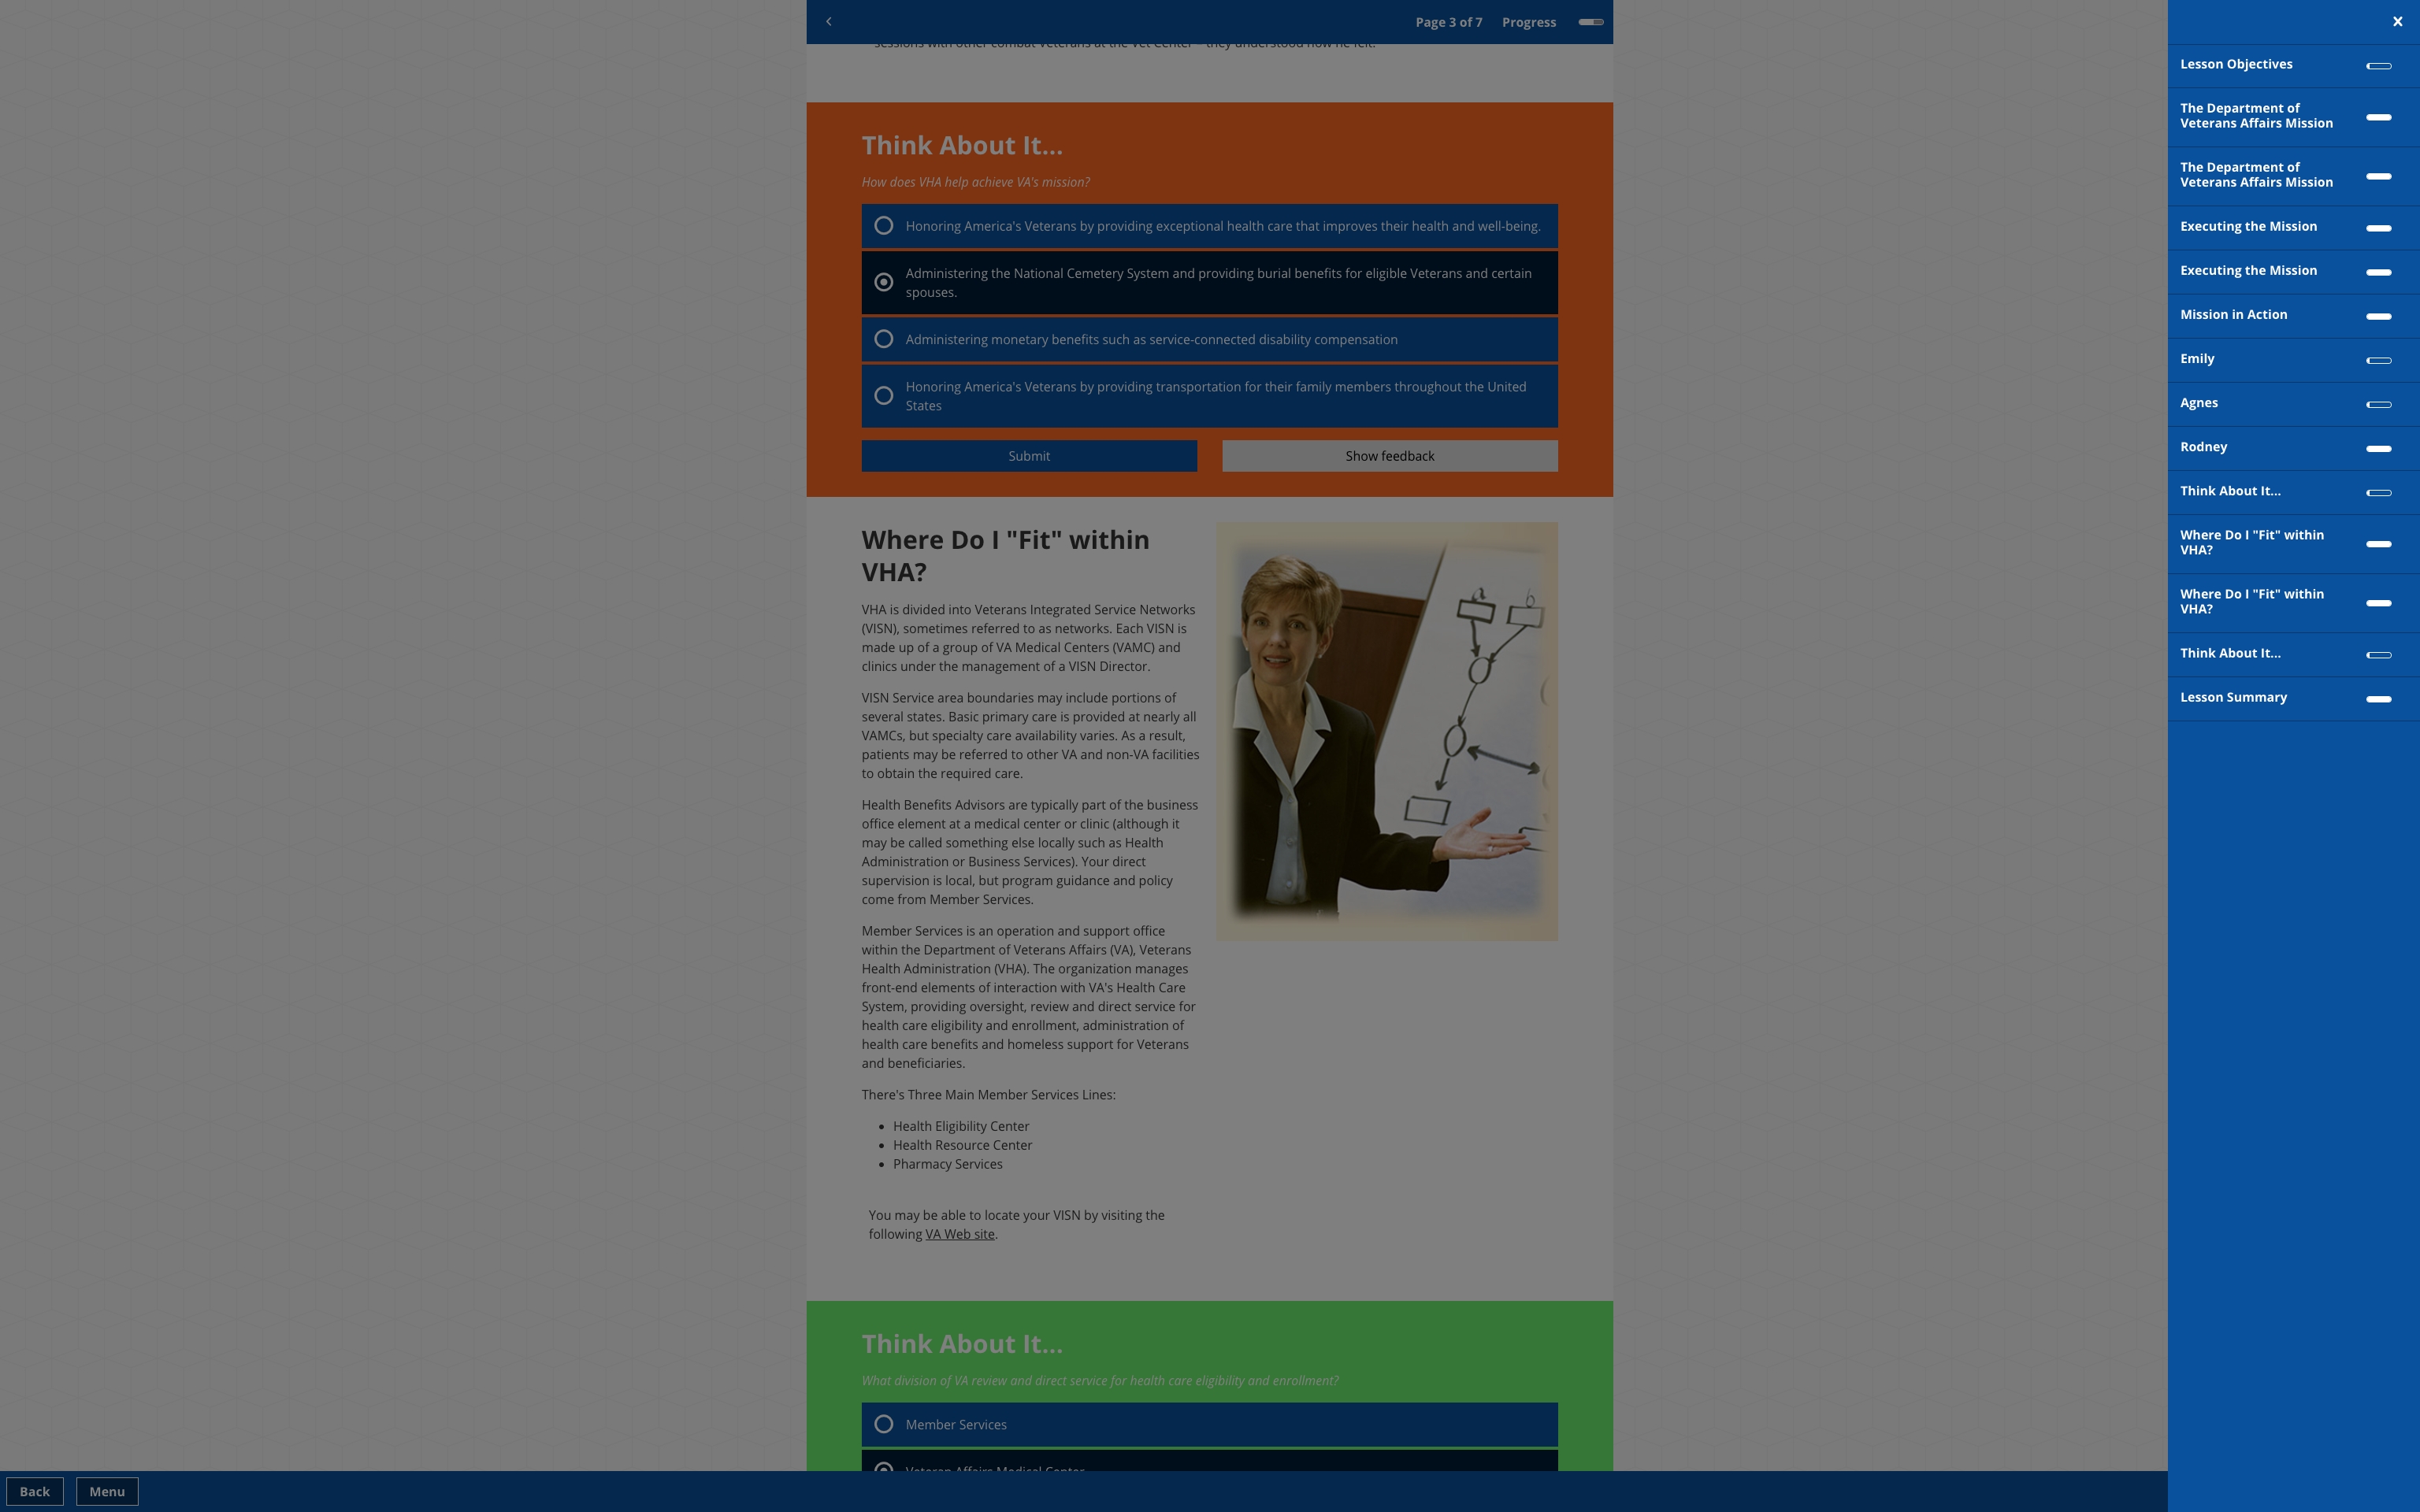 Page 3 of 7 Progress
sessions with other combat Veterans at the Vet Center – they understood how he felt.
Think About It...
How does VHA help achieve VA's mission?
Honoring America's Veterans by providing exceptional health care that improves their health and well-being.
Administering the National Cemetery System and providing burial benefits for eligible Veterans and certain
spouses.
Administering monetary benefits such as service-connected disability compensation
Honoring America's Veterans by providing transportation for their family members throughout the United
States
Submit
Show feedback
Where Do I "Fit" within
VHA?
VHA is divided into Veterans Integrated Service Networks
(VISN), sometimes referred to as networks. Each VISN is
made up of a group of VA Medical Centers (VAMC) and
clinics under the management of a VISN Director.
VISN Service area boundaries may include portions of
several states. Basic primary care is provided at nearly all
VAMCs, but specialty care availability varies. As a result,
patients may be referred to other VA and non-VA facilities
to obtain the required care.
Health Benefits Advisors are typically part of the business
office element at a medical center or clinic (although it
may be called something else locally such as Health
Administration or Business Services). Your direct
supervision is local, but program guidance and policy
come from Member Services.
Member Services is an operation and support office
within the Department of Veterans Affairs (VA), Veterans
Health Administration (VHA). The organization manages
front-end elements of interaction with VA's Health Care
System, providing oversight, review and direct service for
health care eligibility and enrollment, administration of
health care benefits and homeless support for Veterans
and beneficiaries.
There's Three Main Member Services Lines:
• Health Eligibility Center
• Health Resource Center
• Pharmacy Services
You may be able to locate your VISN by visiting the
following VA Web site.
Think About It...
What division of VA review and direct service for health care eligibility and enrollment?
Member Services
Veteran Affairs Medical Center
Back
Menu
Lesson Objectives
The Department of
Veterans Affairs Mission
The Department of
Veterans Affairs Mission
Executing the Mission
Executing the Mission
Mission in Action
Emily
Agnes
Rodney
Think About It...
Where Do I "Fit" within
VHA?
Where Do I "Fit" within
VHA?
Think About It...
Lesson Summary